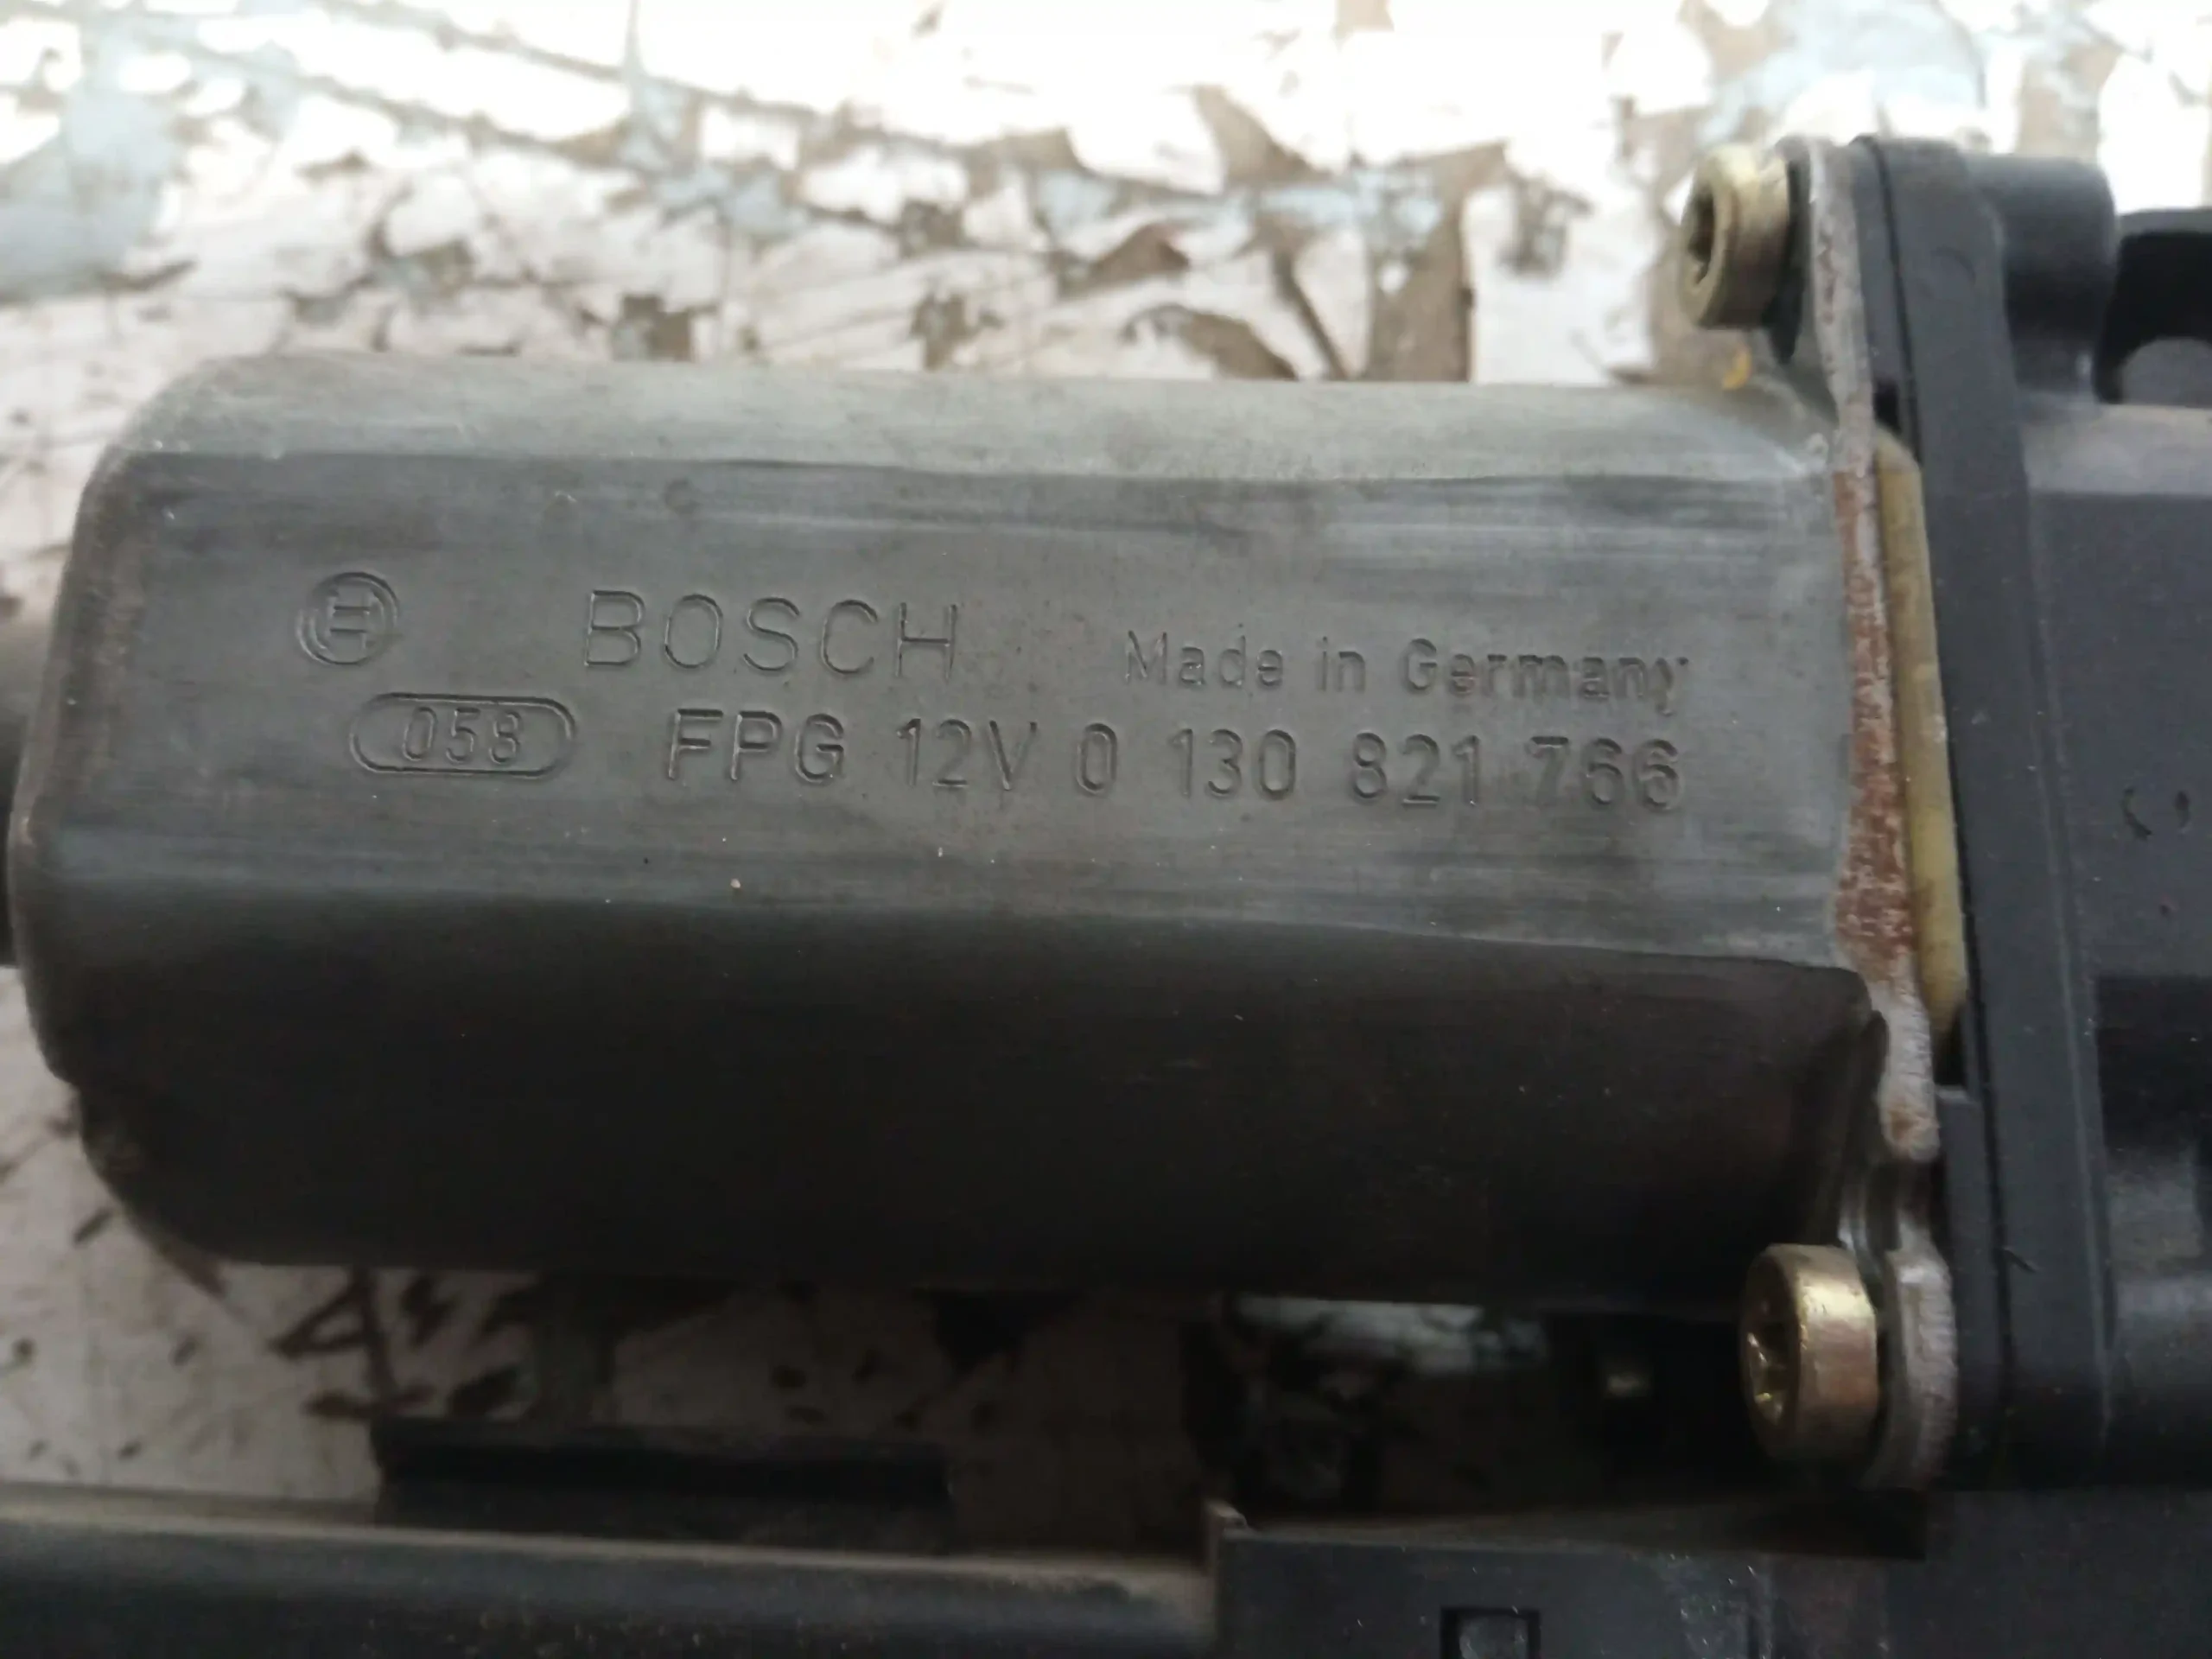 BOSCH Made in Germany
058 FPG 12V 0 130 821 766